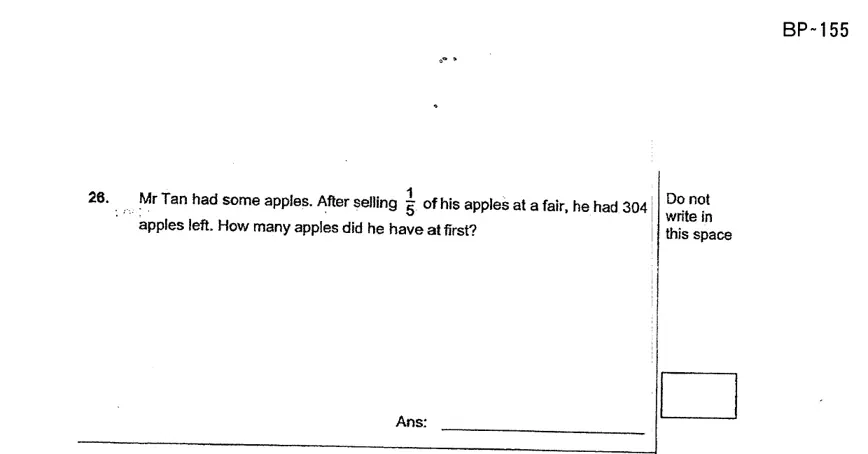 BP-155
26. Mr Tan had some apples. After selling 1/5 of his apples at a fair, he had 304
apples left. How many apples did he have at first?
Do not
write in
this space
Ans: